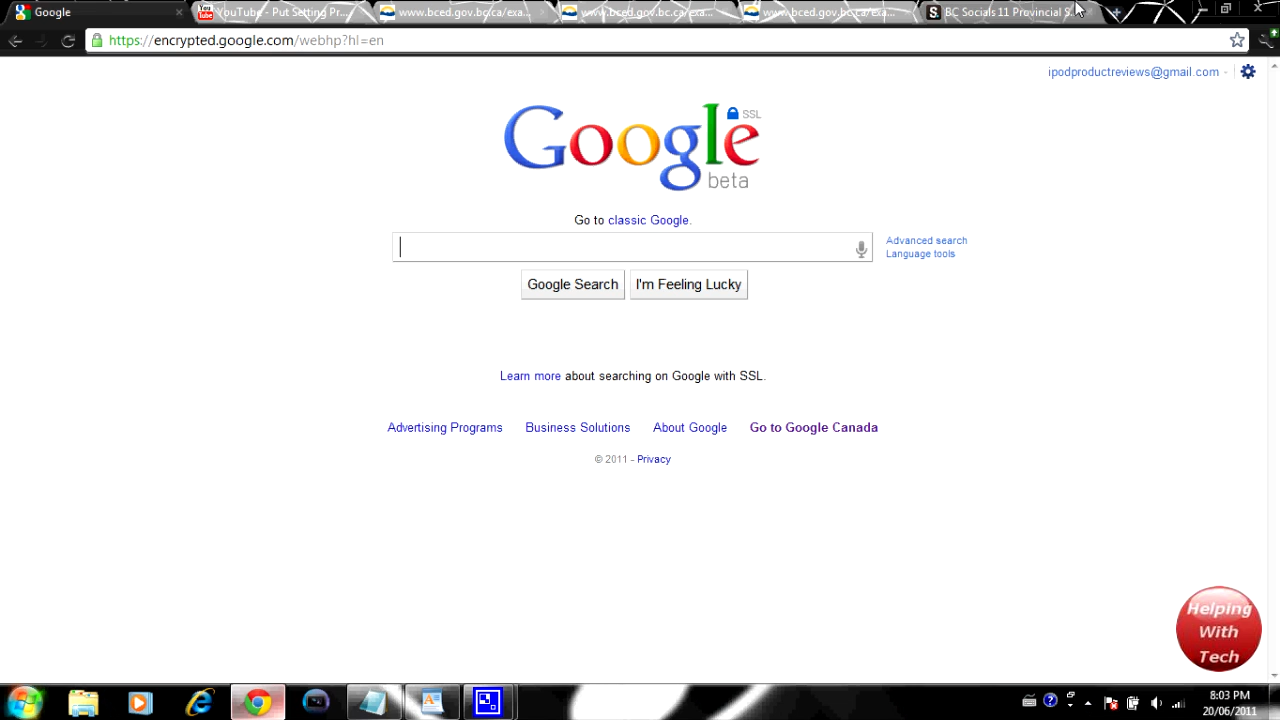 Google
YouTube - Put Setting Pr...
www.bced.gov.bc.ca/exa...
www.bced.gov.bc.ca/exa...
www.bced.gov.bc.ca/exa...
BC Socials 11 Provincial S...
https://encrypted.google.com/webhp?hl=en
ipodproductreviews@gmail.com
Google
SSL
beta
Go to classic Google.
Advanced search
Language tools
Google Search
I'm Feeling Lucky
Learn more about searching on Google with SSL.
Advertising Programs
Business Solutions
About Google
Go to Google Canada
© 2011 - Privacy
Helping
With
Tech
8:03 PM
20/06/2011